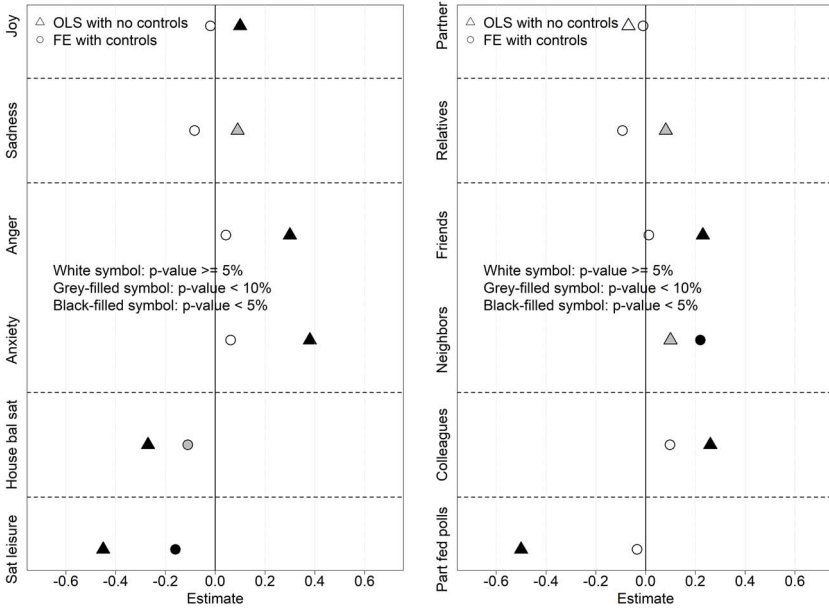 Joy
Sadness
Anger
Anxiety
House bal sat
Sat leisure
OLS with no controls
FE with controls
White symbol: p-value >= 5%
Grey-filled symbol: p-value < 10%
Black-filled symbol: p-value < 5%
-0.6 -0.4 -0.2 0.0 0.2 0.4 0.6
Estimate
Partner
Relatives
Friends
Neighbors
Colleagues
Part fed polls
OLS with no controls
FE with controls
White symbol: p-value >= 5%
Grey-filled symbol: p-value < 10%
Black-filled symbol: p-value < 5%
-0.6 -0.4 -0.2 0.0 0.2 0.4 0.6
Estimate